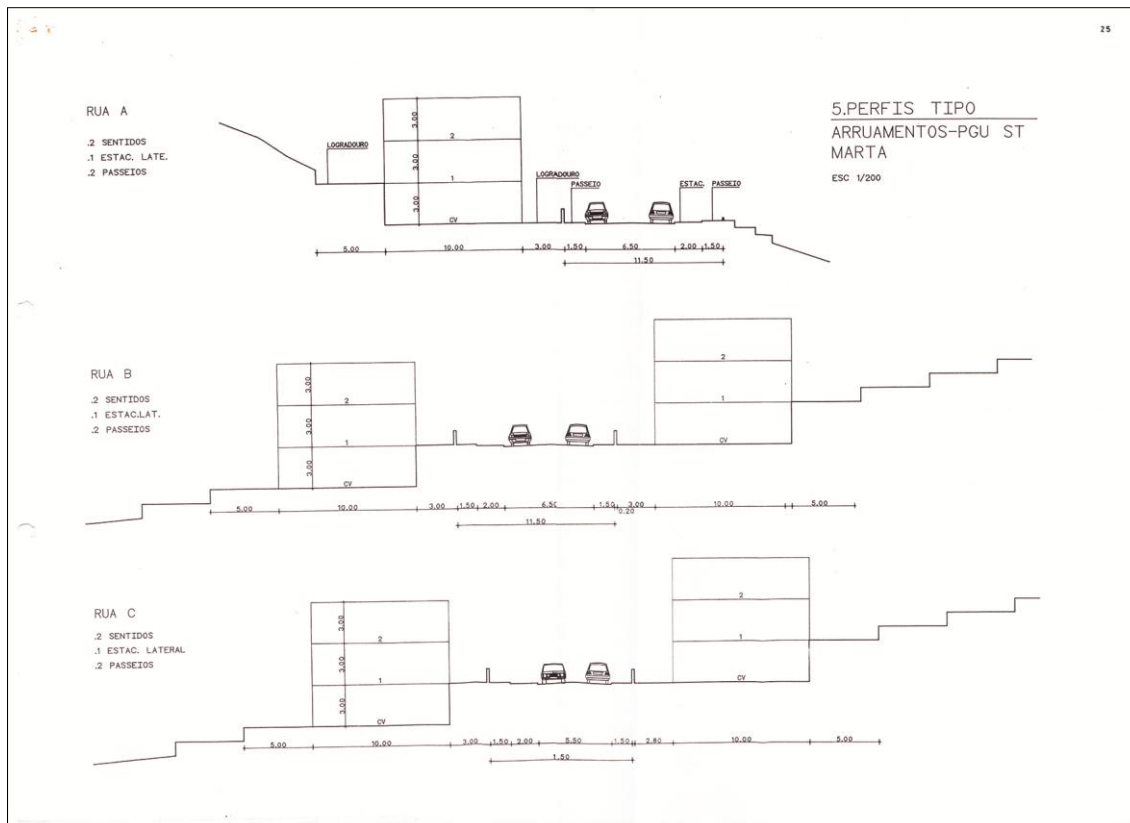 25
5.PERFIS TIPO
ARRUAMENTOS-PGU ST
MARTA
ESC 1/200
RUA A
.2 SENTIDOS
.1 ESTAC. LATE.
.2 PASSEIOS
LOGRADOURO
3.00
2
3.00
1
3.00
CV
LOGRADOURO
PASSEIO
ESTAC.
PASSEIO
5.00 10.00 3.00 1.50 6.50 2.00 1.50
11.50
RUA B
.2 SENTIDOS
.1 ESTAC.LAT.
.2 PASSEIOS
3.00
2
3.00
1
3.00
CV
2
1
CV
5.00 10.00 3.00 1.50 2.00 6.50 1.50 3.00 10.00 5.00
0.20
11.50
RUA C
.2 SENTIDOS
.1 ESTAC. LATERAL
.2 PASSEIOS
3.00
2
3.00
1
3.00
CV
2
1
CV
5.00 10.00 3.00 1.50 2.00 5.50 1.50 2.80 10.00 5.00
1.50